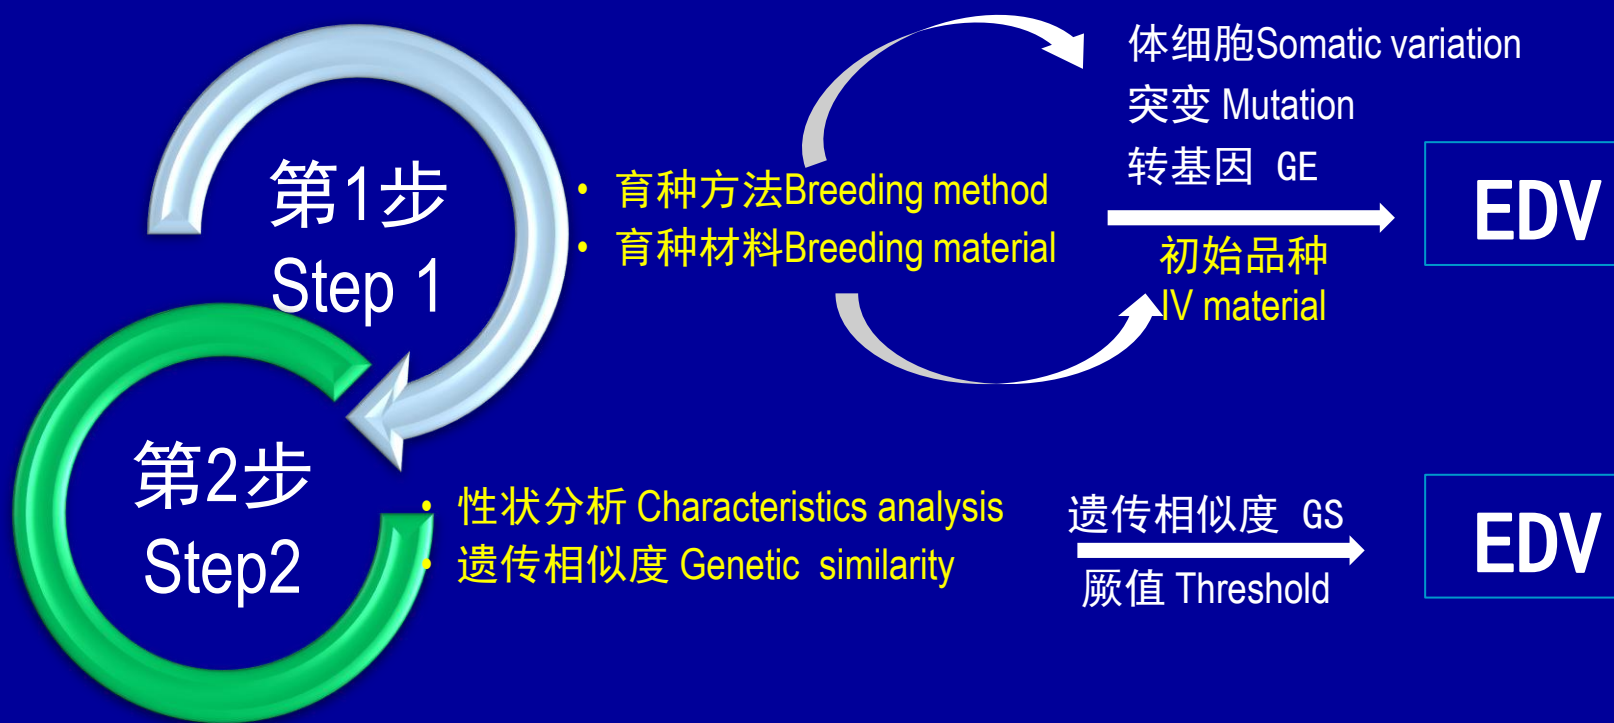 第1步
Step 1
• 育种方法Breeding method
• 育种材料Breeding material
体细胞Somatic variation
突变 Mutation
转基因 GE
初始品种
IV material
EDV
第2步
Step2
• 性状分析 Characteristics analysis
• 遗传相似度 Genetic similarity
遗传相似度 GS
厥值 Threshold
EDV